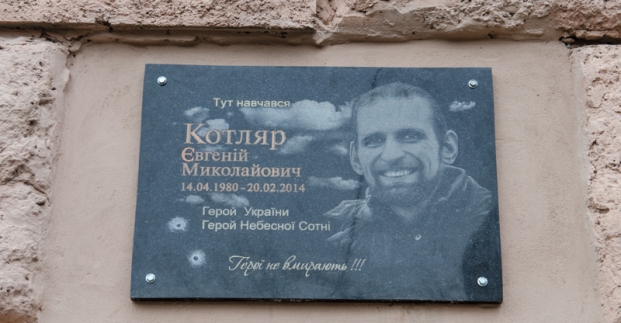 Тут навчався
Котляр
Євгеній
Миколайович
14.04.1980 - 20.02.2014
Герой України
Герой Небесної Сотні
Герої не вмирають !!!